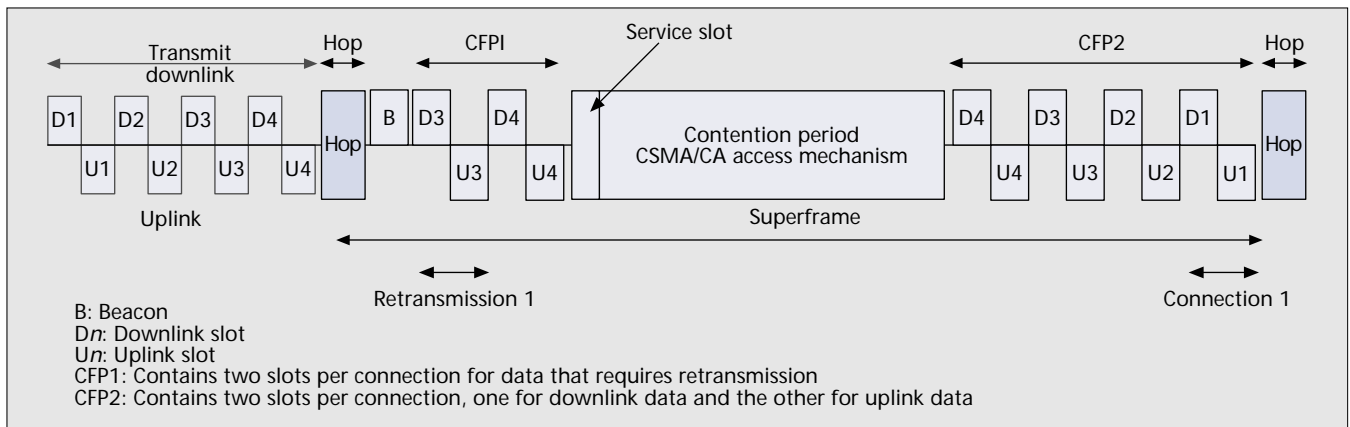 Transmit
downlink
Hop
CFPI
Service slot
CFP2
Hop
D1
D2
D3
D4
U1
U2
U3
U4
Uplink
Hop
B
D3
D4
U3
U4
Contention period
CSMA/CA access mechanism
D4
D3
D2
D1
U4
U3
U2
U1
Hop
Superframe
Retransmission 1
Connection 1
B: Beacon
Dn: Downlink slot
Un: Uplink slot
CFP1: Contains two slots per connection for data that requires retransmission
CFP2: Contains two slots per connection, one for downlink data and the other for uplink data